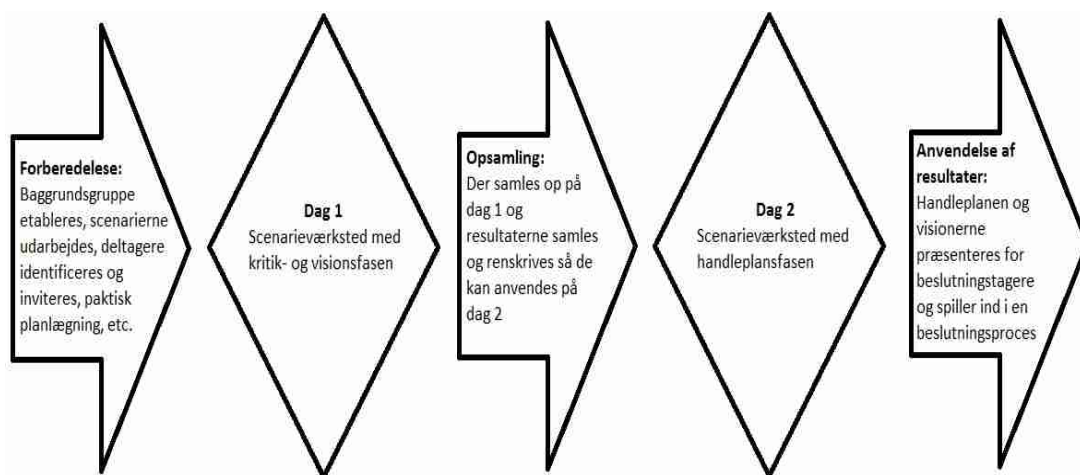 Forberedelse:
Baggrundsgruppe
etableres, scenarierne
udarbejdes, deltagere
identificeres og
inviteres, paktisk
planlægning, etc.
Dag 1
Scenarieværksted med
kritik- og visionsfasen
Opsamling:
Der samles op på
dag 1 og
resultaterne samles
og renskrives så de
kan anvendes på
dag 2
Dag 2
Scenarieværksted med
handleplansfasen
Anvendelse af
resultater:
Handleplanen og
visionerne
præsenteres for
beslutningstagere
og spiller ind i en
beslutningsproces